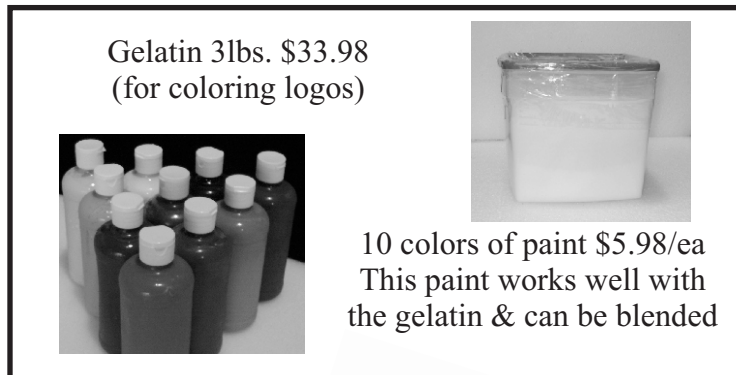 Gelatin 3lbs. $33.98
(for coloring logos)
10 colors of paint $5.98/ea
This paint works well with
the gelatin & can be blended